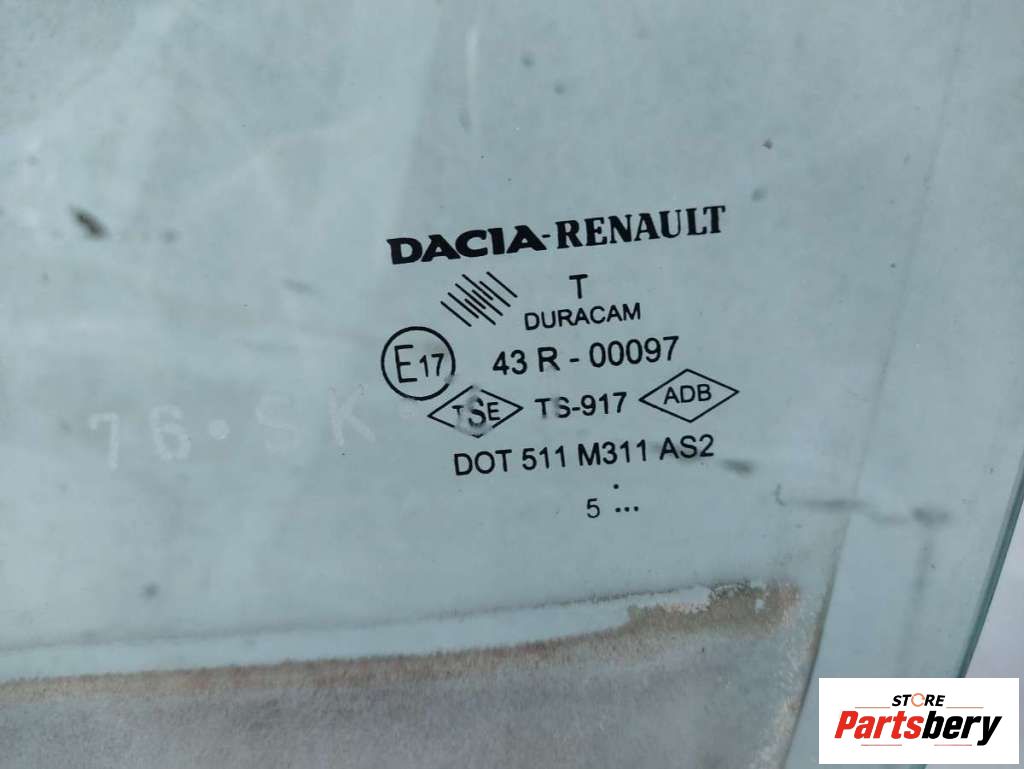 DACIA-RENAULT
T
DURACAM
E17 43 R - 00097
TSE TS-917 ADB
76 · SK ·
DOT 511 M311 AS2
5 ...
STORE
Partsbery